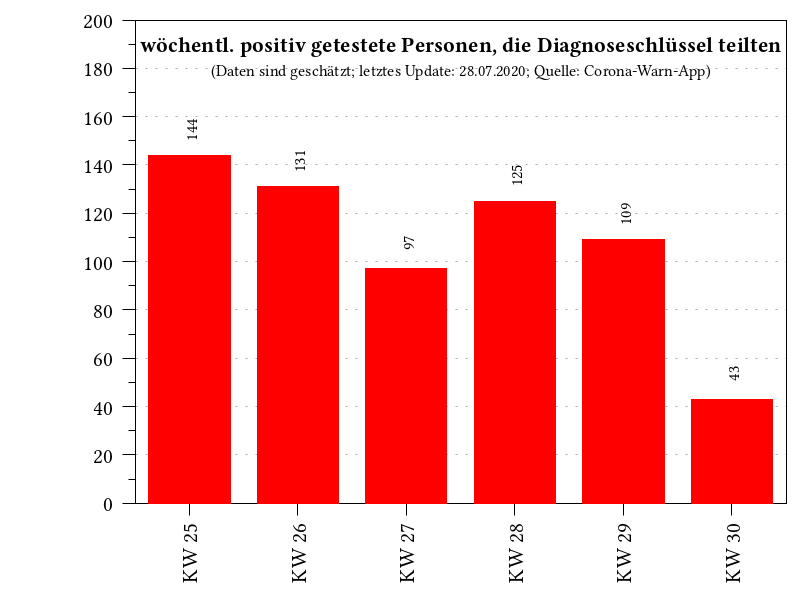 wöchentl. positiv getestete Personen, die Diagnoseschlüssel teilten
(Daten sind geschätzt; letztes Update: 28.07.2020; Quelle: Corona-Warn-App)
200
180
160
140
120
100
80
60
40
20
0
144
131
97
125
109
43
KW 25
KW 26
KW 27
KW 28
KW 29
KW 30